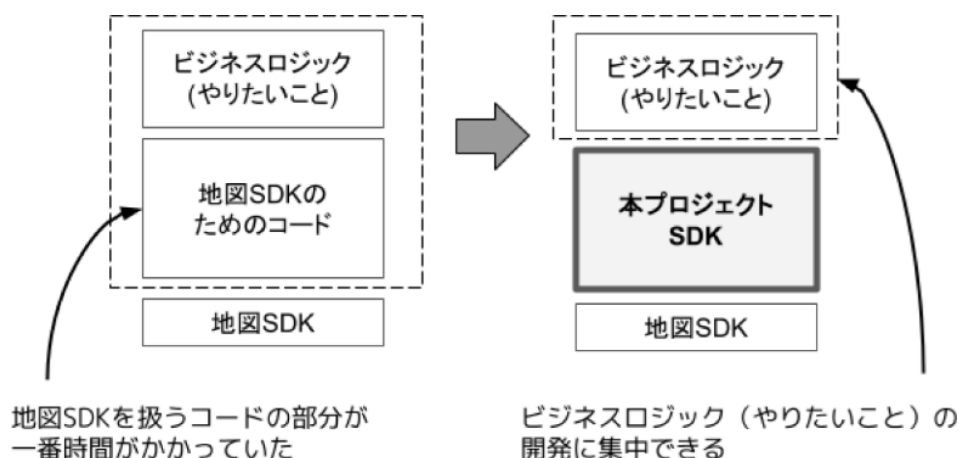 ビジネスロジック
(やりたいこと)
地図SDKの
ためのコード
地図SDK
地図SDKを扱うコードの部分が
一番時間がかかっていた
ビジネスロジック
(やりたいこと)
本プロジェクト
SDK
地図SDK
ビジネスロジック（やりたいこと）の
開発に集中できる